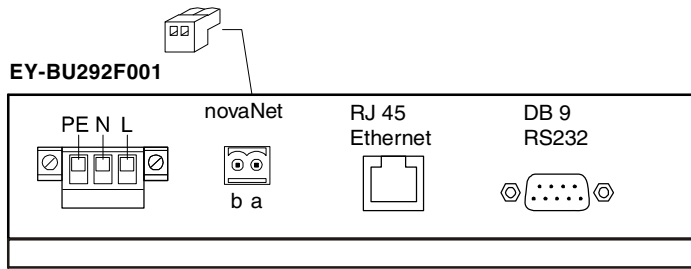 EY-BU292F001
PE N L
novaNet
b a
RJ 45
Ethernet
DB 9
RS232